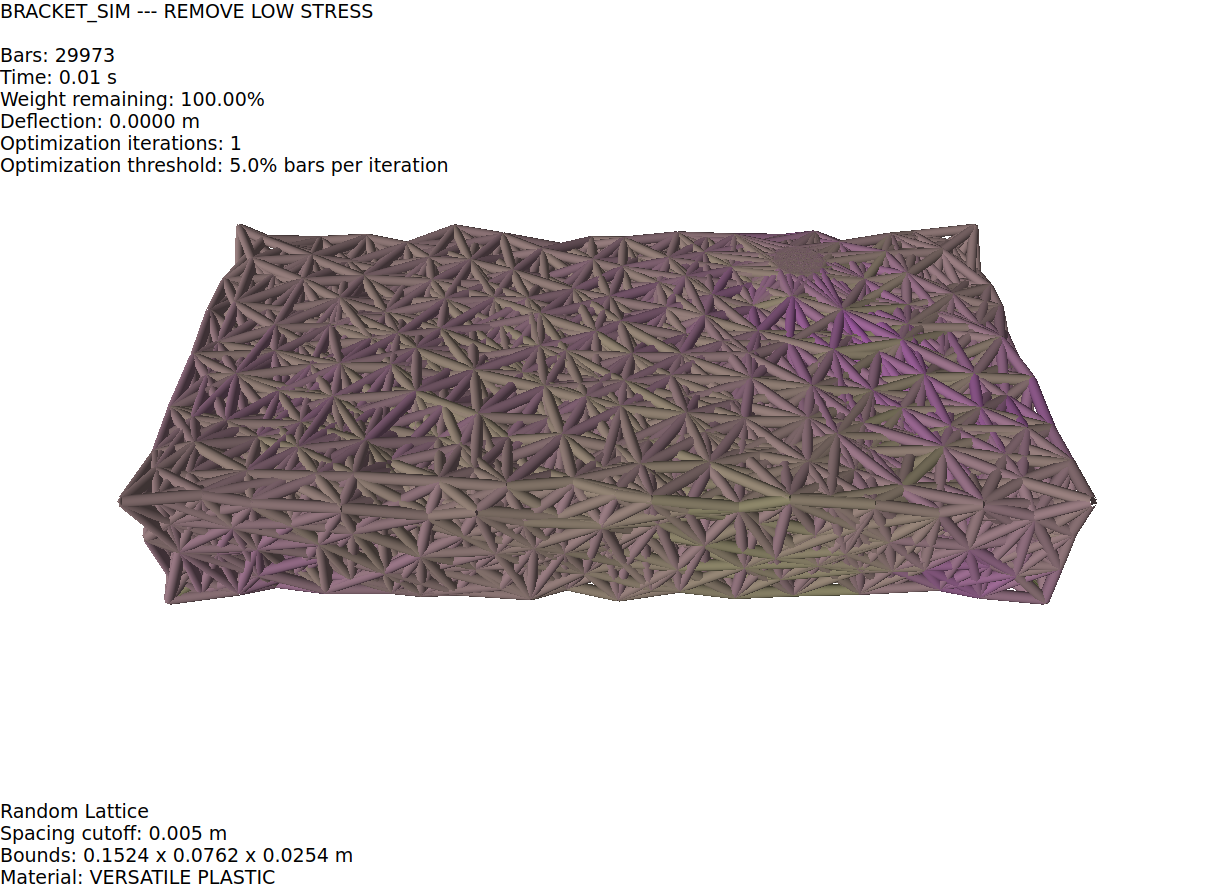 BRACKET_SIM --- REMOVE LOW STRESS
Bars: 29973
Time: 0.01 s
Weight remaining: 100.00%
Deflection: 0.0000 m
Optimization iterations: 1
Optimization threshold: 5.0% bars per iteration
Random Lattice
Spacing cutoff: 0.005 m
Bounds: 0.1524 x 0.0762 x 0.0254 m
Material: VERSATILE PLASTIC